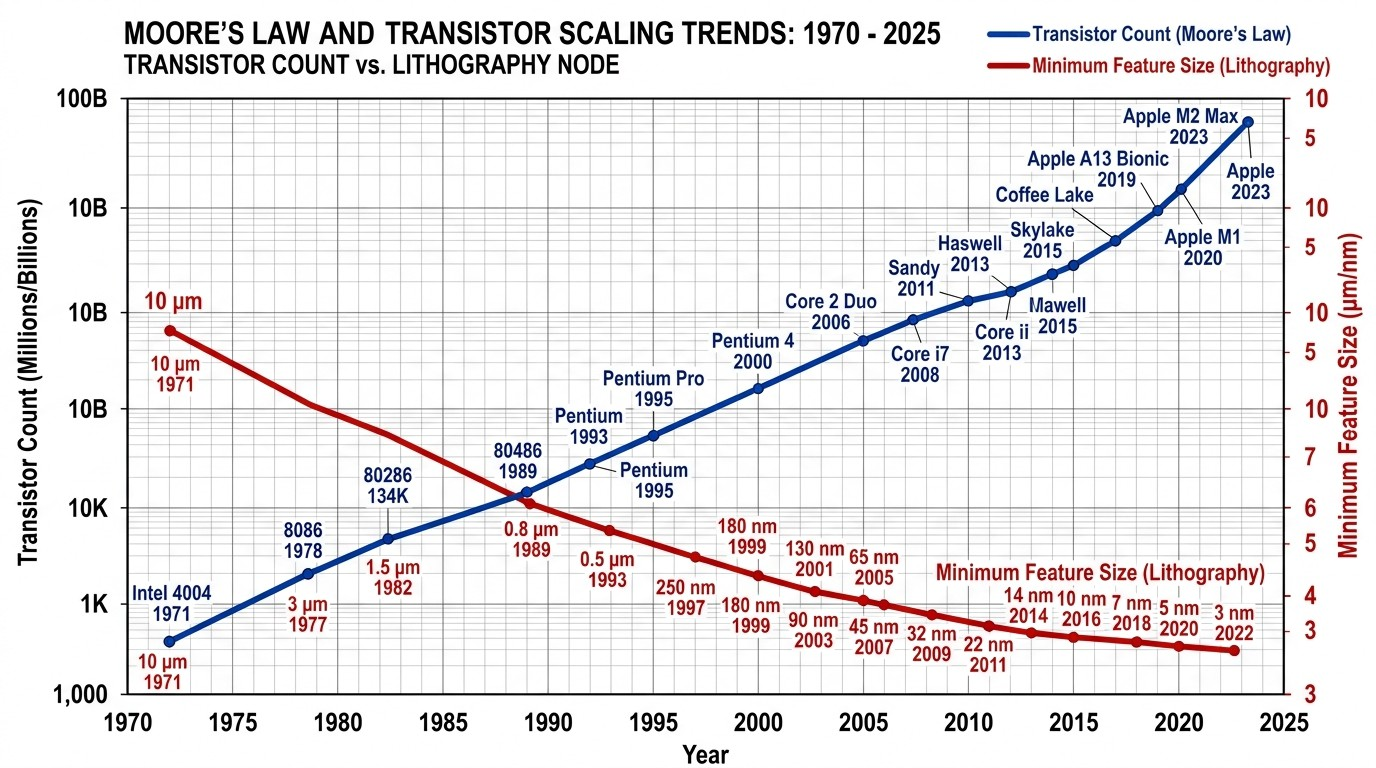 MOORE'S LAW AND TRANSISTOR SCALING TRENDS: 1970 - 2025
TRANSISTOR COUNT vs. LITHOGRAPHY NODE
Transistor Count (Moore's Law)
Minimum Feature Size (Lithography)
Transistor Count (Millions/Billions)
100B
10B
10B
10B
10K
1K
1,000
10 µm
10 µm
1971
Intel 4004
1971
10 µm
1971
8086
1978
3 µm
1977
80286
134K
1.5 µm
1982
80486
1989
0.8 µm
1989
Pentium
1993
Pentium
1995
0.5 µm
1993
Pentium Pro
1995
250 nm
1997
Pentium 4
2000
180 nm
1999
180 nm
1999
130 nm
2001
90 nm
2003
Core 2 Duo
2006
65 nm
2005
45 nm
2007
Core i7
2008
Sandy
2011
32 nm
2009
22 nm
2011
Haswell
2013
Core ii
2013
Skylake
2015
Mawell
2015
Coffee Lake
Apple A13 Bionic
2019
Apple M1
2020
Apple M2 Max
2023
Apple
2023
Minimum Feature Size (Lithography)
14 nm
2014
10 nm
2016
7 nm
2018
5 nm
2020
3 nm
2022
10
5
10
5
10
5
10
7
6
5
4
3
3
Minimum Feature Size (µm/nm)
1970
1975
1980
1985
1990
1995
2000
2005
2010
2015
2020
2025
Year